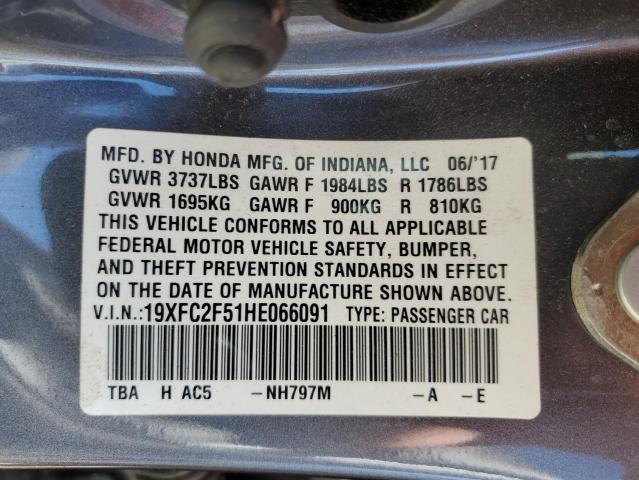 MFD. BY HONDA MFG. OF INDIANA, LLC 06/'17
GVWR 3737LBS GAWR F 1984LBS R 1786LBS
GVWR 1695KG GAWR F 900KG R 810KG
THIS VEHICLE CONFORMS TO ALL APPLICABLE
FEDERAL MOTOR VEHICLE SAFETY, BUMPER,
AND THEFT PREVENTION STANDARDS IN EFFECT
ON THE DATE OF MANUFACTURE SHOWN ABOVE.
V.I.N.:19XFC2F51HE066091 TYPE: PASSENGER CAR
TBA H AC5 -NH797M -A -E